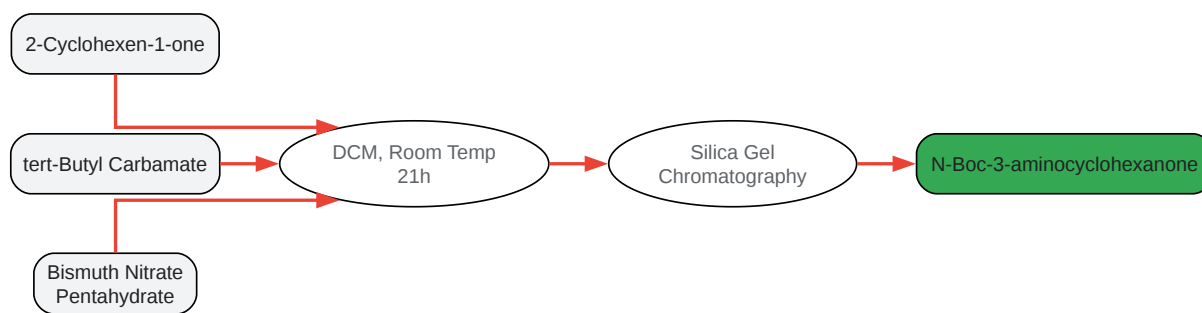 2-Cyclohexen-1-one
tert-Butyl Carbamate
Bismuth Nitrate
Pentahydrate
DCM, Room Temp
21h
Silica Gel
Chromatography
N-Boc-3-aminocyclohexanone